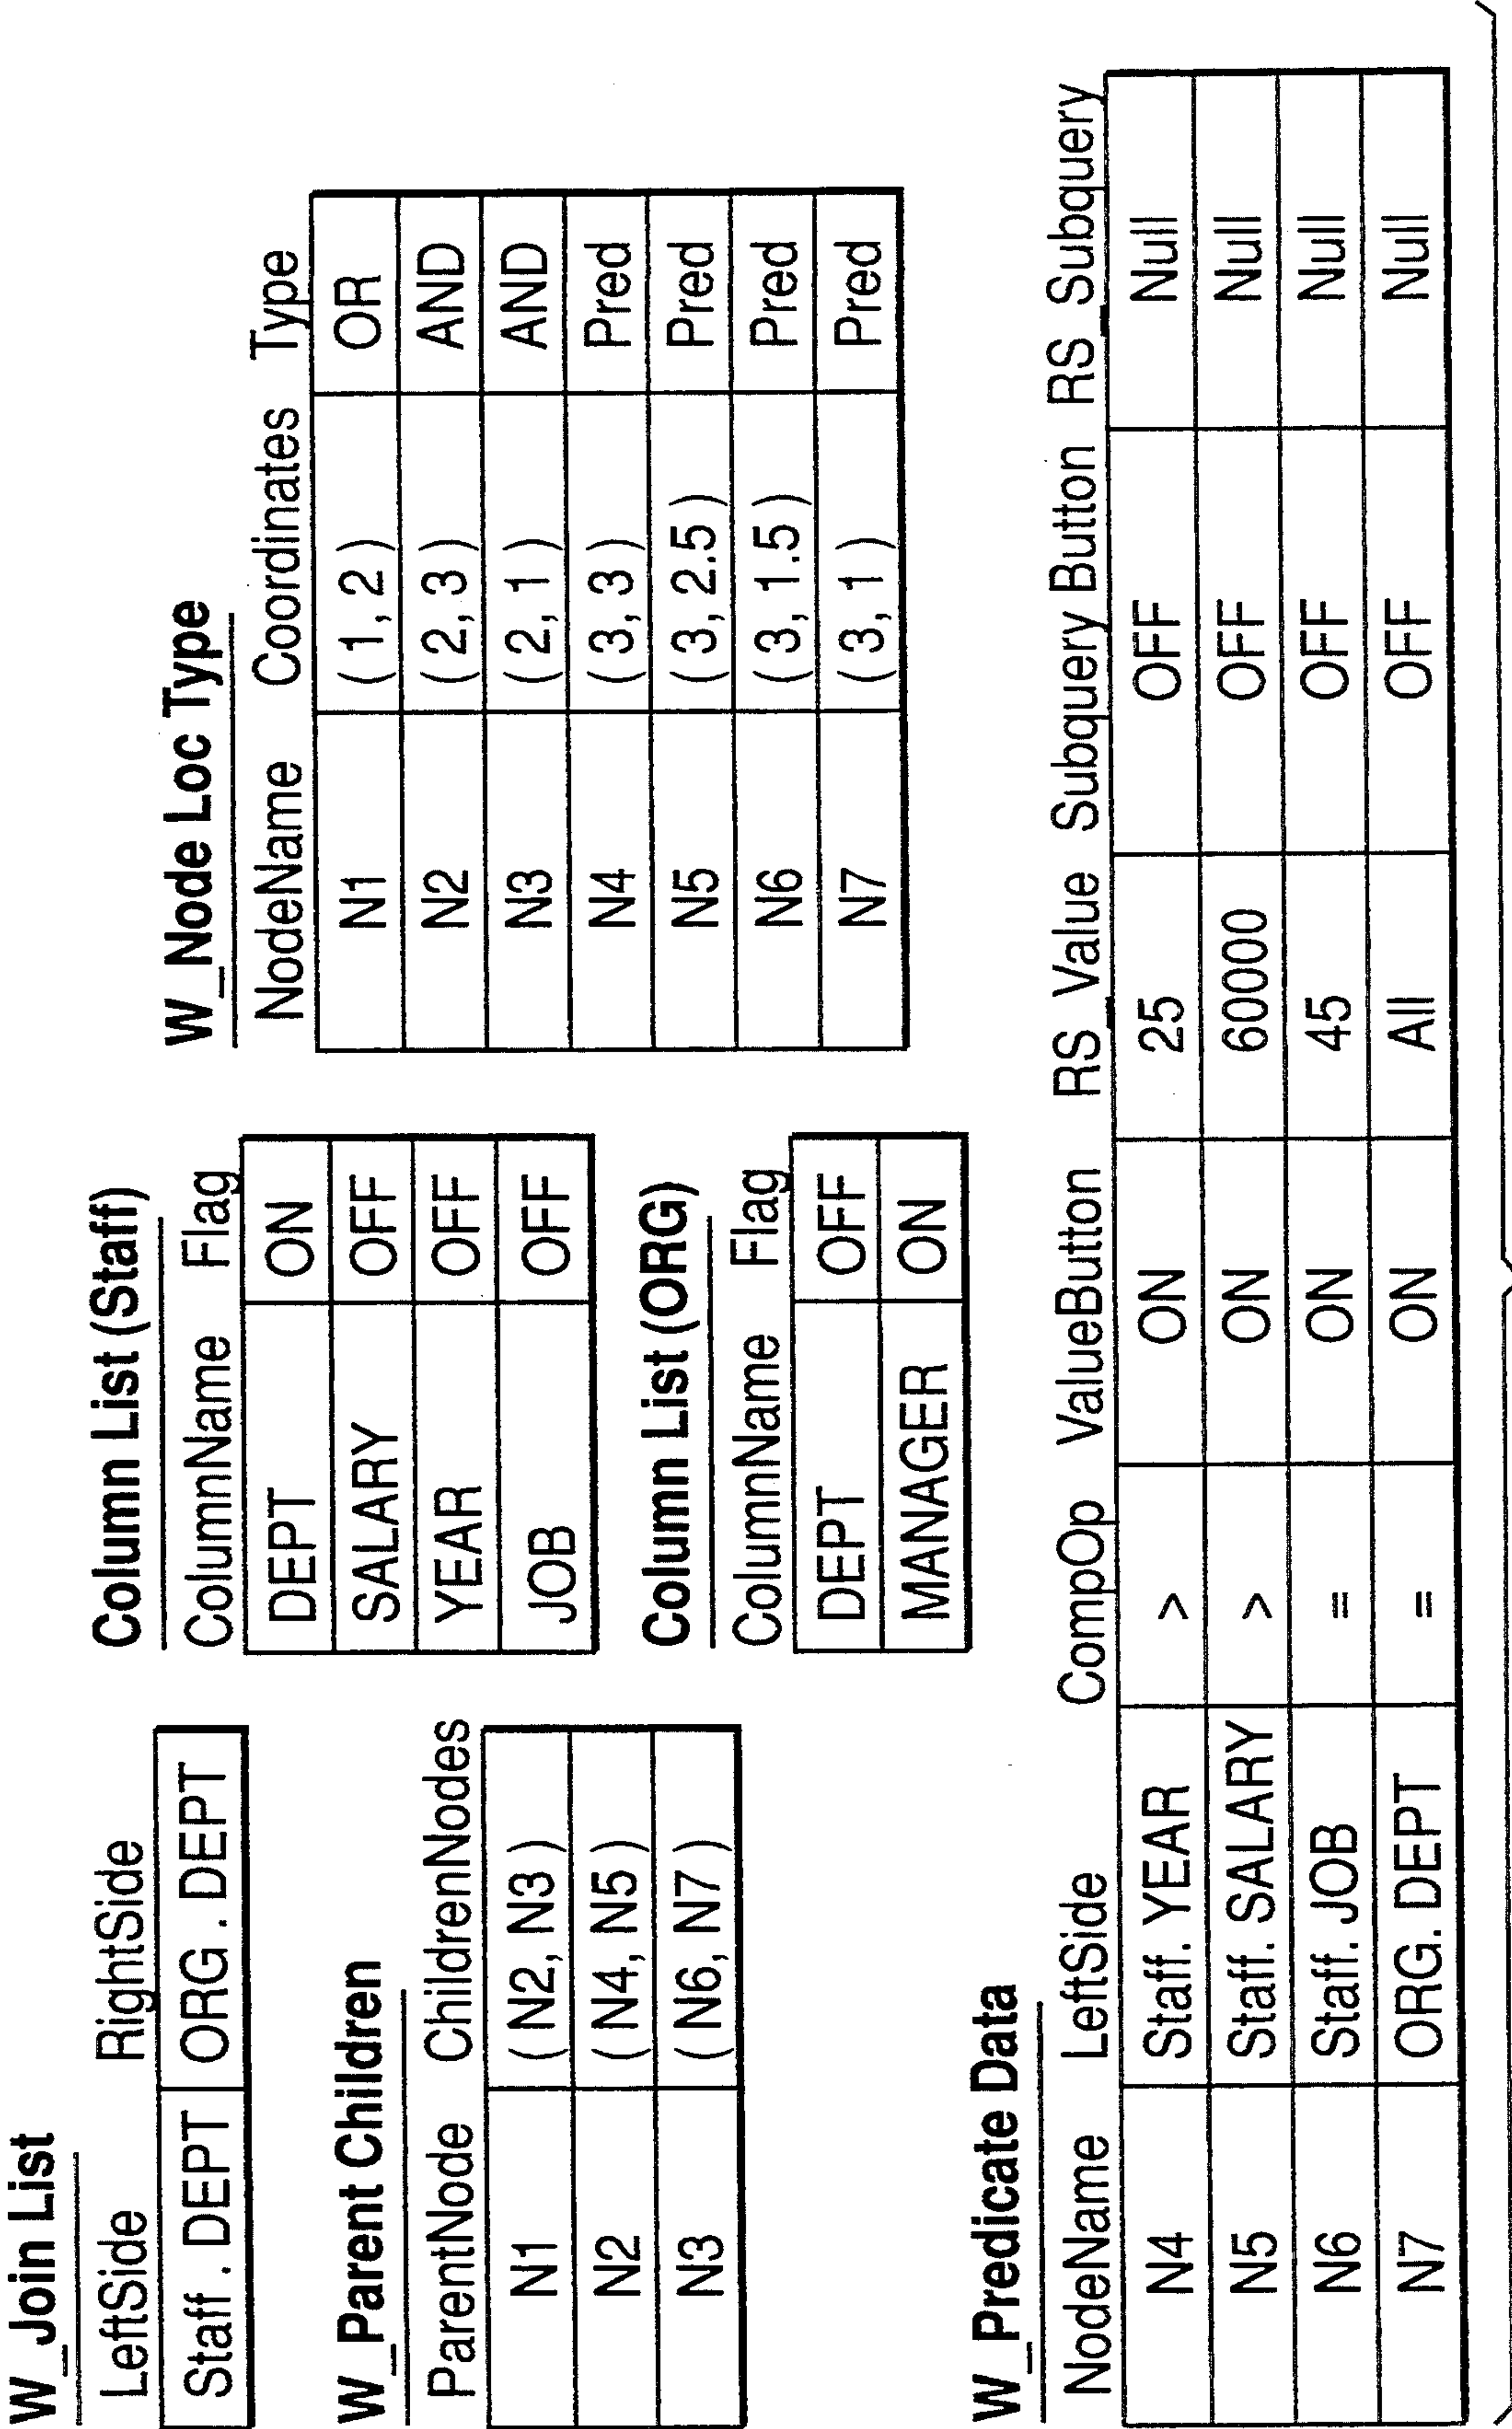 W_Join List
LeftSide RightSide
Staff . DEPT ORG . DEPT
W_Parent Children
ParentNode ChildrenNodes
N1 ( N2, N3 )
N2 ( N4, N5 )
N3 ( N6, N7 )
Column List (Staff)
ColumnName Flag
DEPT ON
SALARY OFF
YEAR OFF
JOB OFF
Column List (ORG)
ColumnName Flag
DEPT OFF
MANAGER ON
W_Node Loc Type
NodeName Coordinates Type
N1 ( 1, 2 ) OR
N2 ( 2, 3 ) AND
N3 ( 2, 1 ) AND
N4 ( 3, 3 ) Pred
N5 ( 3, 2.5 ) Pred
N6 ( 3, 1.5 ) Pred
N7 ( 3, 1 ) Pred
W_Predicate Data
NodeName LeftSide CompOp ValueButton RS_Value Subquery Button RS_Subquery
N4 Staff. YEAR > ON 25 OFF Null
N5 Staff. SALARY > ON 60000 OFF Null
N6 Staff. JOB = ON 45 OFF Null
N7 ORG. DEPT = ON All OFF Null